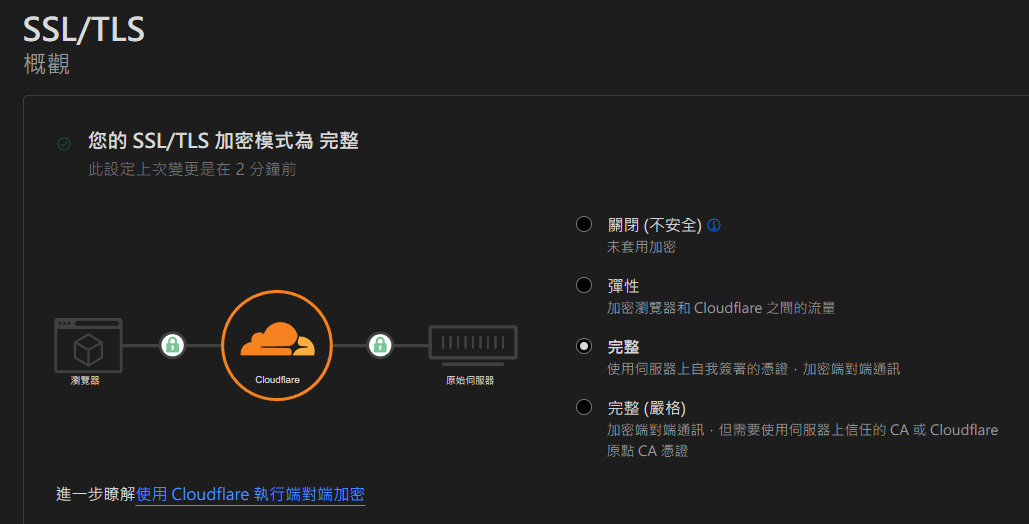 SSL/TLS
概觀
您的 SSL/TLS 加密模式為 完整
此設定上次變更是在 2 分鐘前
關閉 (不安全)
未套用加密
彈性
加密瀏覽器和 Cloudflare 之間的流量
完整
使用伺服器上自我簽署的憑證，加密端對端通訊
完整 (嚴格)
加密端對端通訊，但需要使用伺服器上信任的 CA 或 Cloudflare
原點 CA 憑證
瀏覽器
Cloudflare
原始伺服器
進一步瞭解使用 Cloudflare 執行端對端加密